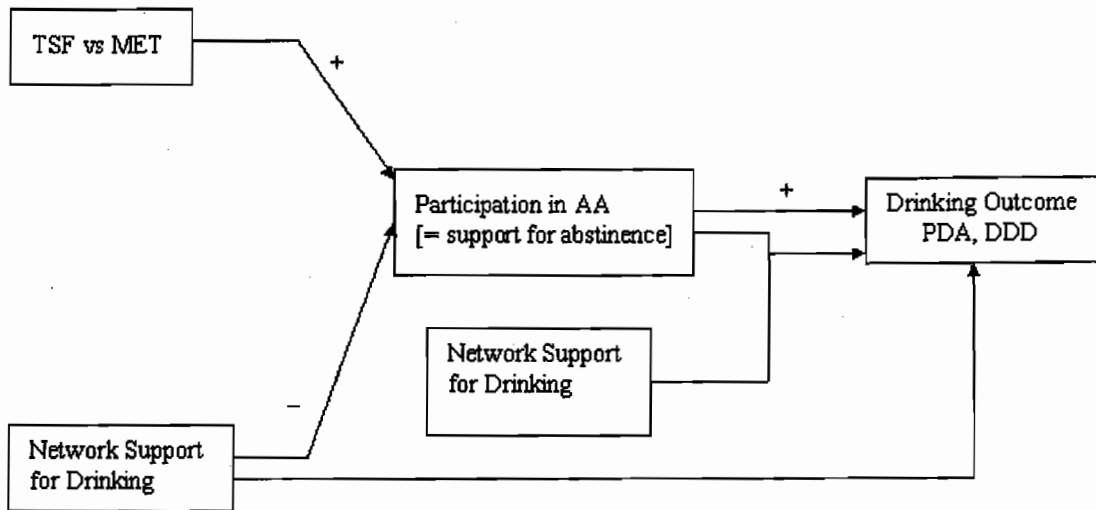 TSF vs MET
+
Participation in AA
[= support for abstinence]
+
Drinking Outcome
PDA, DDD
Network Support
for Drinking
–
Network Support
for Drinking